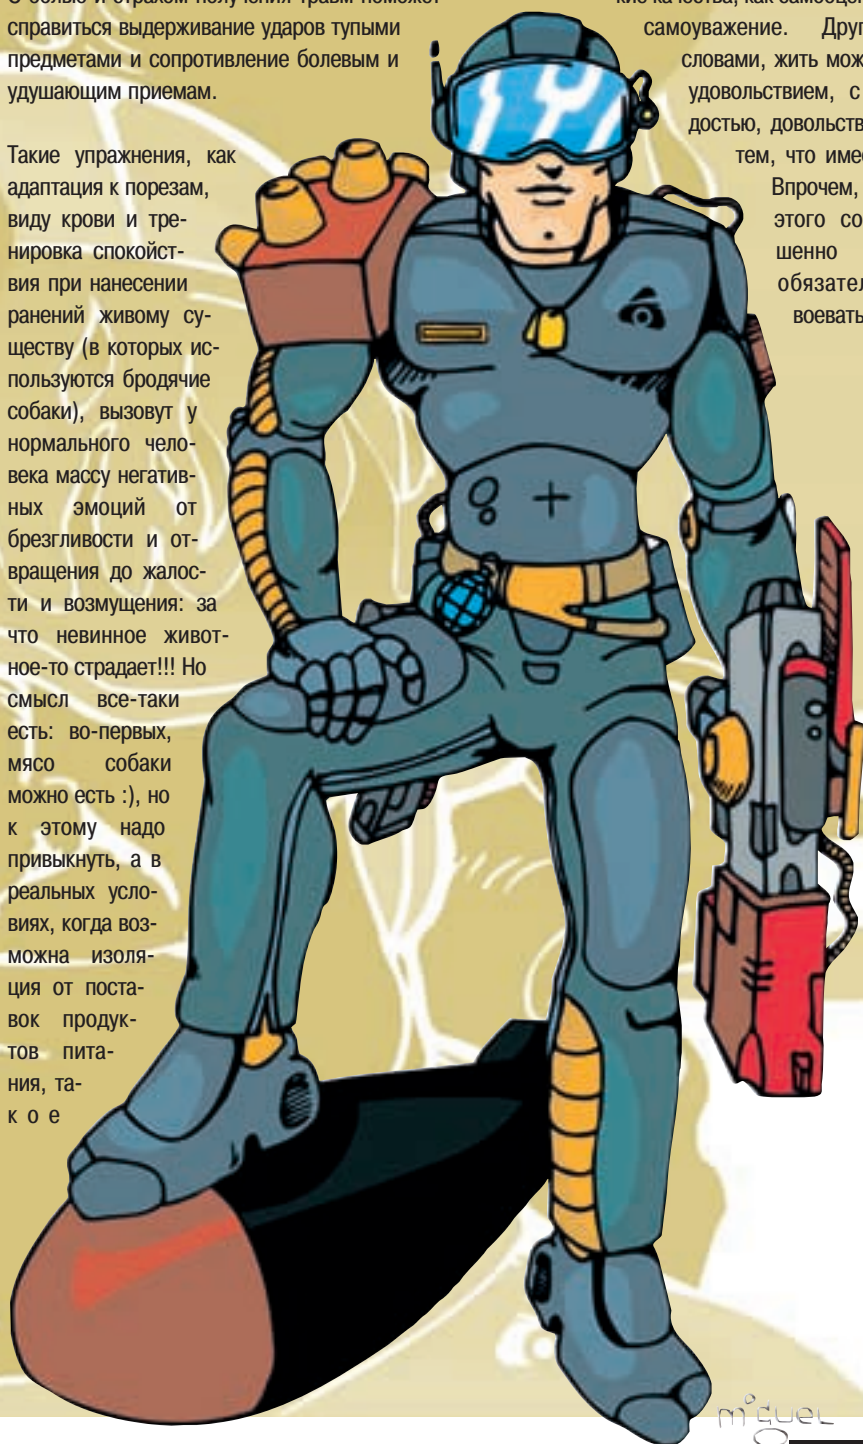 справиться выдерживание ударов тупыми
предметами и сопротивление болевым и
удушающим приемам.
Такие упражнения, как
адаптация к порезам,
виду крови и тре-
нировка спокойст-
вия при нанесении
ранений живому су-
ществу (в которых ис-
пользуются бродячие
собаки), вызовут у
нормального чело-
века массу негатив-
ных эмоций от
брезгливости и от-
вращения до жалос-
ти и возмущения: за
что невинное живот-
ное-то страдает!!! Но
смысл все-таки
есть: во-первых,
мясо собаки
можно есть :), но
к этому надо
привыкнуть, а в
реальных усло-
виях, когда воз-
можна изоля-
ция от поста-
вок продук-
тов пита-
ния, та-
к о е
самоуважение. Друг
словами, жить мож
удовольствием, с
достью, довольств
тем, что имее
Впрочем,
этого со
шенно
обязател
воевать
miguel